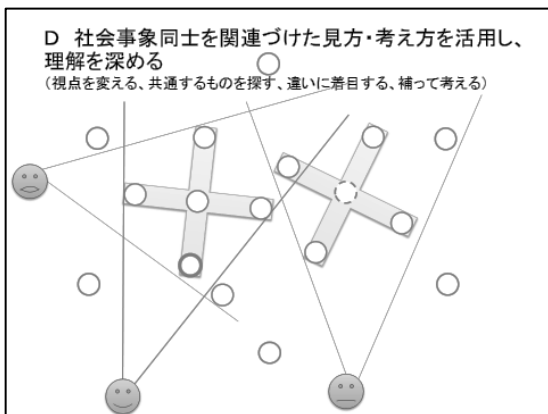 D 社会事象同士を関連づけた見方・考え方を活用し、
理解を深める
(視点を変える、共通するものを探す、違いに着目する、補って考える)